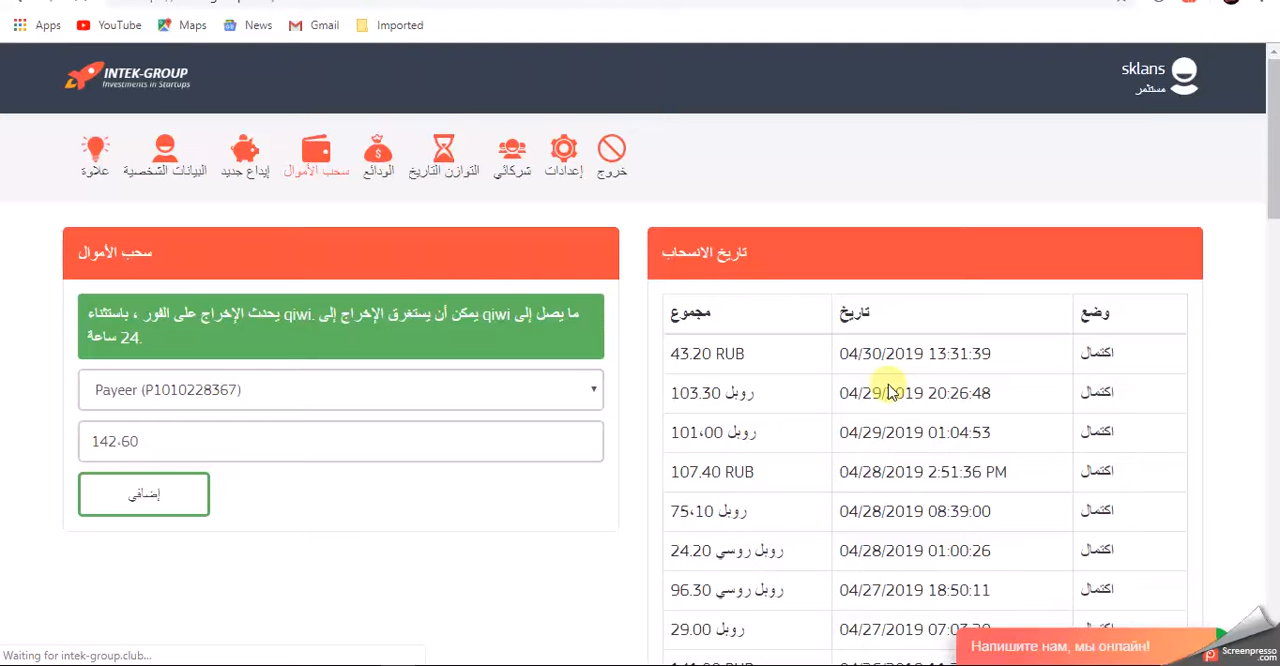 Apps YouTube Maps News Gmail Imported
INTEK-GROUP
Investments in Startups
sklans
مستثمر
علاوة البيانات الشخصية إيداع جديد سحب الأموال الودائع التوازن التاريخ شركائي إعدادات خروج
سحب الأموال
ما يصل إلى qiwi يمكن أن يستغرق الإخراج إلى .qiwi يحدث الإخراج على الفور ، باستثناء
24 ساعة.
Payeer (P1010228367)
142،60
إضافي
تاريخ الانسحاب
مجموع تاريخ وضع
43.20 RUB 04/30/2019 13:31:39 اكتمال
103.30 روبل 04/29/2019 20:26:48 اكتمال
101،00 روبل 04/29/2019 01:04:53 اكتمال
107.40 RUB 04/28/2019 2:51:36 PM اكتمال
75،10 روبل 04/28/2019 08:39:00 اكتمال
24.20 روبل روسي 04/28/2019 01:00:26 اكتمال
96.30 روبل روسي 04/27/2019 18:50:11 اكتمال
29.00 روبل 04/27/2019 اكتمال
Напишите нам, мы онлайн!
Screenpresso
.com
Waiting for intek-group.club...